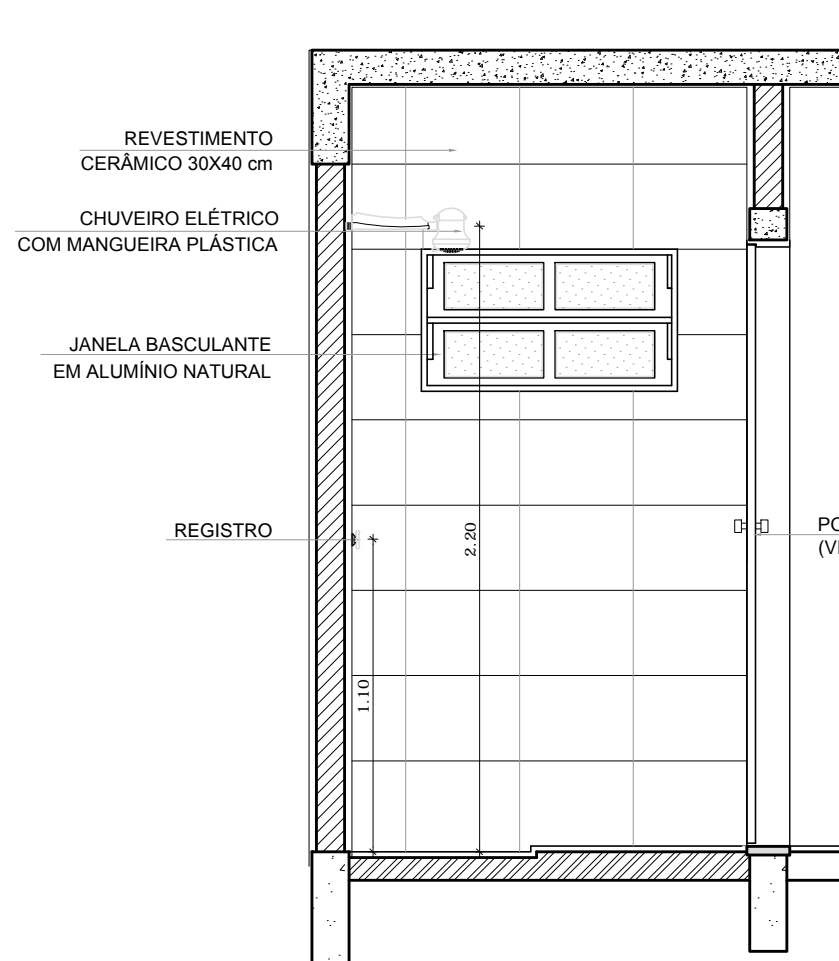 REVESTIMENTO
CERÂMICO 30X40 cm
CHUVEIRO ELÉTRICO
COM MANGUEIRA PLÁSTICA
JANELA BASCULANTE
EM ALUMÍNIO NATURAL
REGISTRO
2.20
1.10